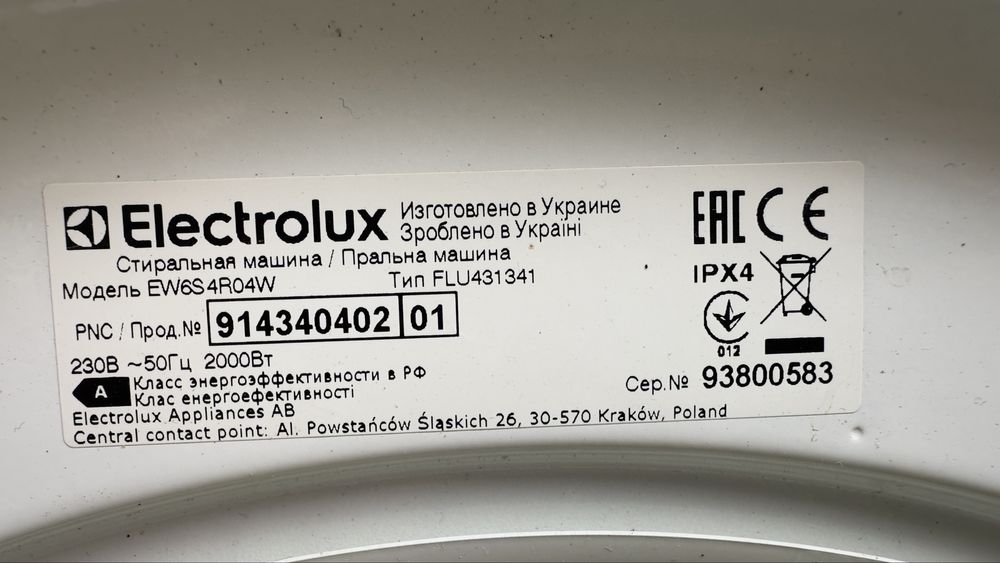 Electrolux
Изготовлено в Украине
Зроблено в Україні
EAC CE
Стиральная машина / Пральна машина
Модель EW6S4R04W Тип FLU431341
IPX4
PNC / Прод.№ 914340402 01
012
230В ~50Гц 2000Вт
A
Класс энергоэффективности в РФ
Клас енергоефективності
Сер.№ 93800583
Electrolux Appliances AB
Central contact point: Al. Powstańców Śląskich 26, 30-570 Kraków, Poland